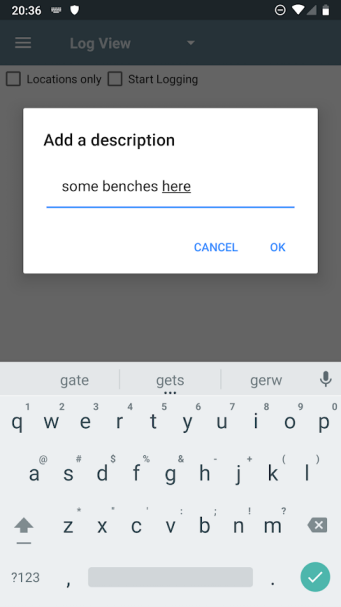 20:36
Log View
Locations only Start Logging
Add a description
some benches here
CANCEL OK
gate gets gerw
1 2 3 4 5 6 7 8 9 0
q w e r t y u i o p
@ # $ % & - + ( )
a s d f g h j k l
* " ' : ; ! ?
z x c v b n m
?123 , .